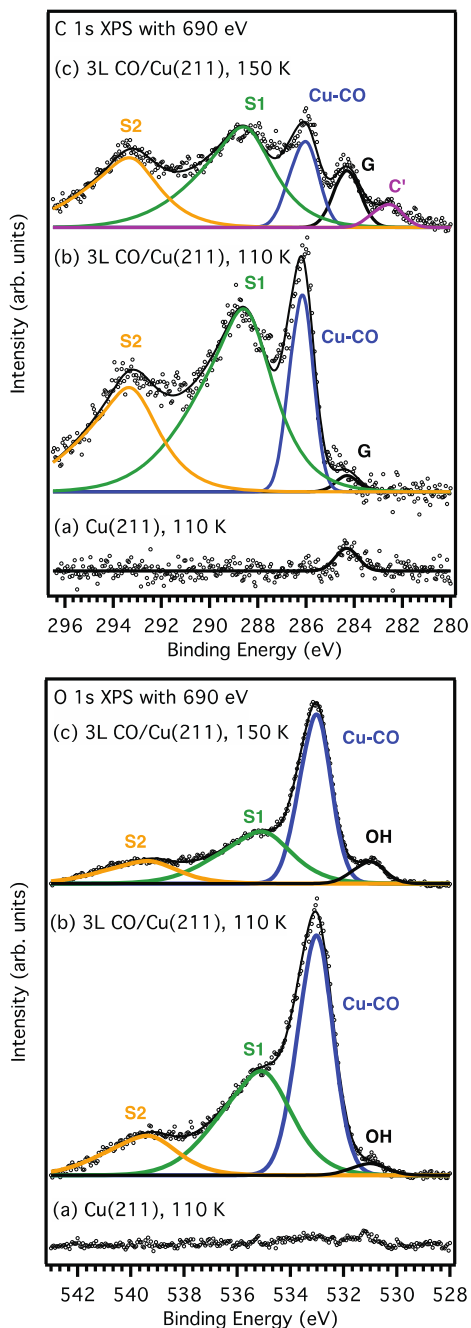 C 1s XPS with 690 eV
(c) 3L CO/Cu(211), 150 K
S2
S1
Cu-CO
G
C'
(b) 3L CO/Cu(211), 110 K
S2
S1
Cu-CO
G
(a) Cu(211), 110 K
Intensity (arb. units)
296 294 292 290 288 286 284 282 280
Binding Energy (eV)
O 1s XPS with 690 eV
(c) 3L CO/Cu(211), 150 K
Cu-CO
S2
S1
OH
(b) 3L CO/Cu(211), 110 K
Cu-CO
S1
S2
OH
(a) Cu(211), 110 K
Intensity (arb. units)
542 540 538 536 534 532 530 528
Binding Energy (eV)